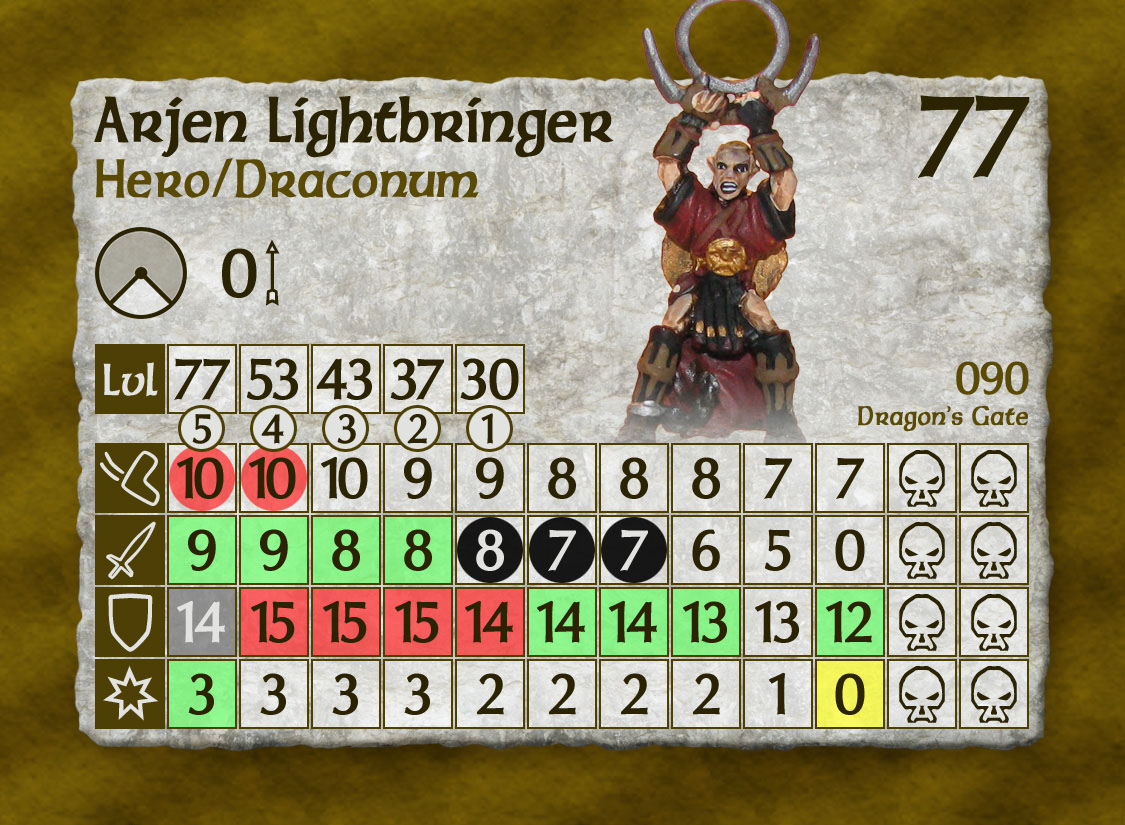 Arjen Lightbringer
77
Hero/Draconum
0
Lvl 77 53 43 37 30
090
Dragon's Gate
5 4 3 2 1
10 10 10 9 9 8 8 8 7 7
9 9 8 8 8 7 7 6 5 0
14 15 15 15 14 14 14 13 13 12
3 3 3 3 2 2 2 2 1 0